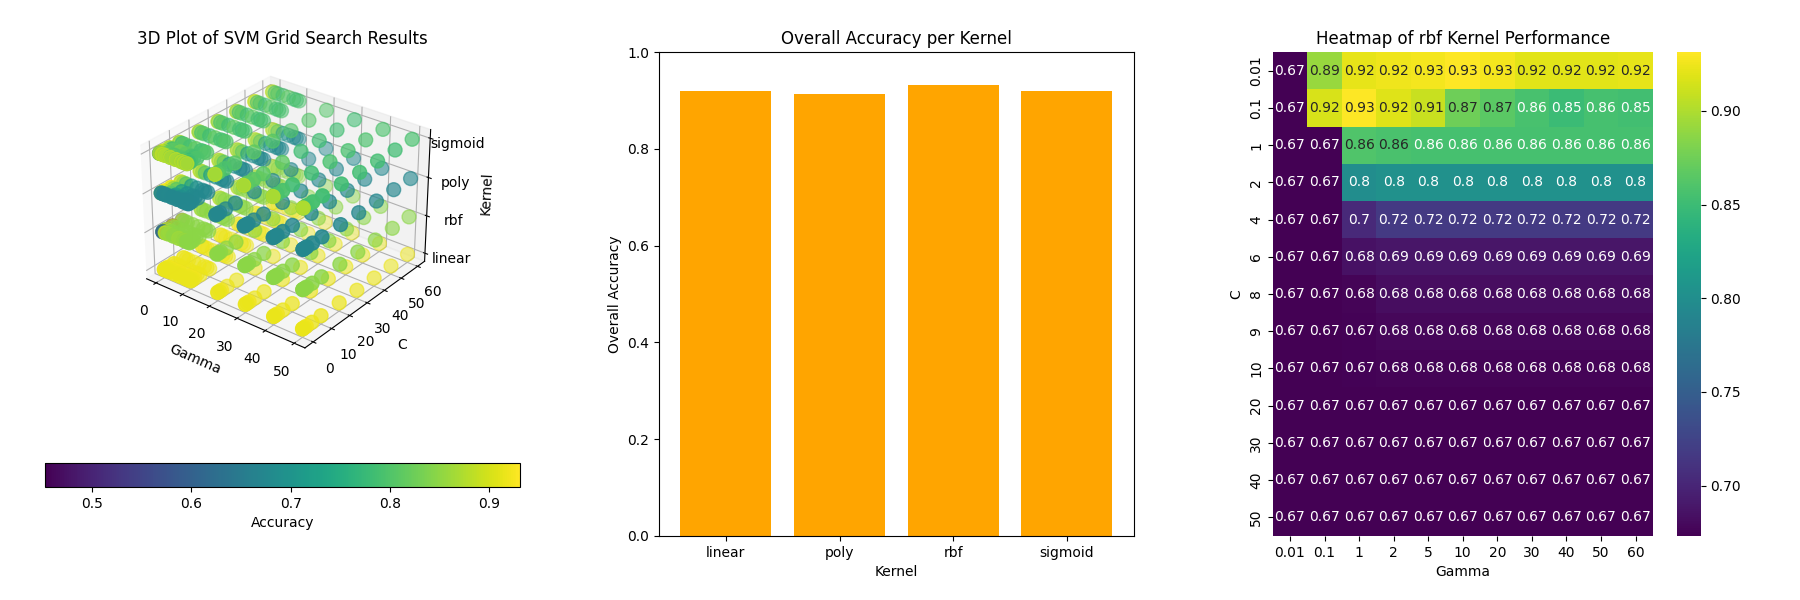 3D Plot of SVM Grid Search Results
sigmoid
poly
rbf
linear
Kernel
0 10 20 30 40 50
Gamma
0 10 20 30 40 50 60
C
0.5 0.6 0.7 0.8 0.9
Accuracy
Overall Accuracy per Kernel
1.0
0.8
0.6
0.4
0.2
0.0
Overall Accuracy
linear poly rbf sigmoid
Kernel
Heatmap of rbf Kernel Performance
0.01 0.67 0.89 0.92 0.92 0.93 0.93 0.93 0.92 0.92 0.92 0.92
0.1 0.67 0.92 0.93 0.92 0.91 0.87 0.87 0.86 0.85 0.86 0.85
1 0.67 0.67 0.86 0.86 0.86 0.86 0.86 0.86 0.86 0.86 0.86
2 0.67 0.67 0.8 0.8 0.8 0.8 0.8 0.8 0.8 0.8 0.8
4 0.67 0.67 0.7 0.72 0.72 0.72 0.72 0.72 0.72 0.72 0.72
6 0.67 0.67 0.68 0.69 0.69 0.69 0.69 0.69 0.69 0.69 0.69
8 0.67 0.67 0.68 0.68 0.68 0.68 0.68 0.68 0.68 0.68 0.68
9 0.67 0.67 0.67 0.68 0.68 0.68 0.68 0.68 0.68 0.68 0.68
10 0.67 0.67 0.67 0.68 0.68 0.68 0.68 0.68 0.68 0.68 0.68
20 0.67 0.67 0.67 0.67 0.67 0.67 0.67 0.67 0.67 0.67 0.67
30 0.67 0.67 0.67 0.67 0.67 0.67 0.67 0.67 0.67 0.67 0.67
40 0.67 0.67 0.67 0.67 0.67 0.67 0.67 0.67 0.67 0.67 0.67
50 0.67 0.67 0.67 0.67 0.67 0.67 0.67 0.67 0.67 0.67 0.67
C
0.01 0.1 1 2 5 10 20 30 40 50 60
Gamma
0.90
0.85
0.80
0.75
0.70